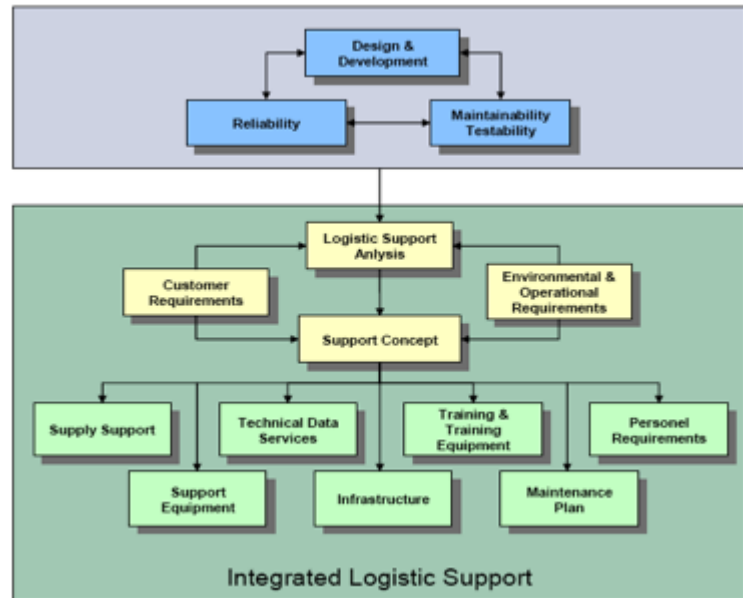 Design &
Development
Reliability
Maintainability
Testability
Logistic Support
Anlysis
Customer
Requirements
Environmental &
Operational
Requirements
Support Concept
Supply Support
Technical Data
Services
Training &
Training
Equipment
Personel
Requirements
Support
Equipment
Infrastructure
Maintenance
Plan
Integrated Logistic Support